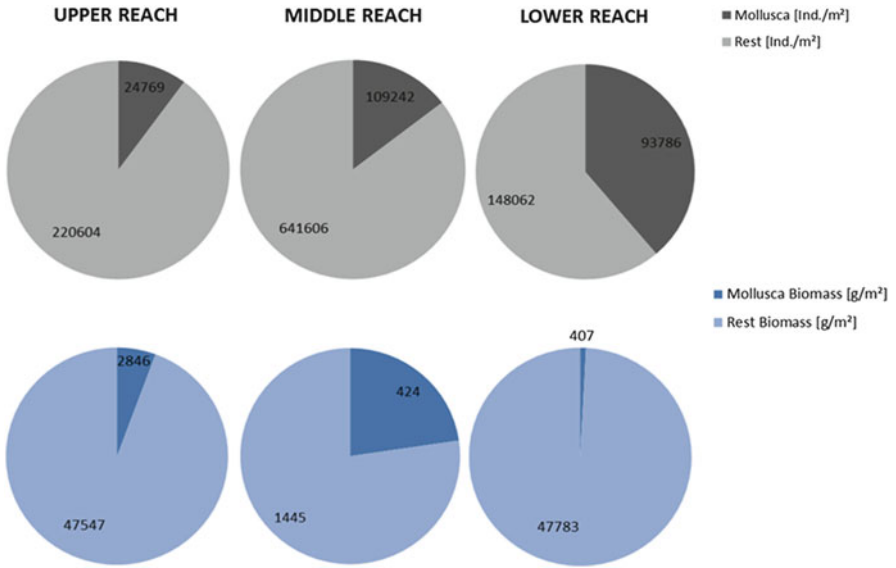 UPPER REACH
MIDDLE REACH
LOWER REACH
Mollusca [Ind./m²]
Rest [Ind./m²]
24769
220604
109242
641606
93786
148062
Mollusca Biomass [g/m²]
Rest Biomass [g/m²]
2846
47547
424
1445
407
47783